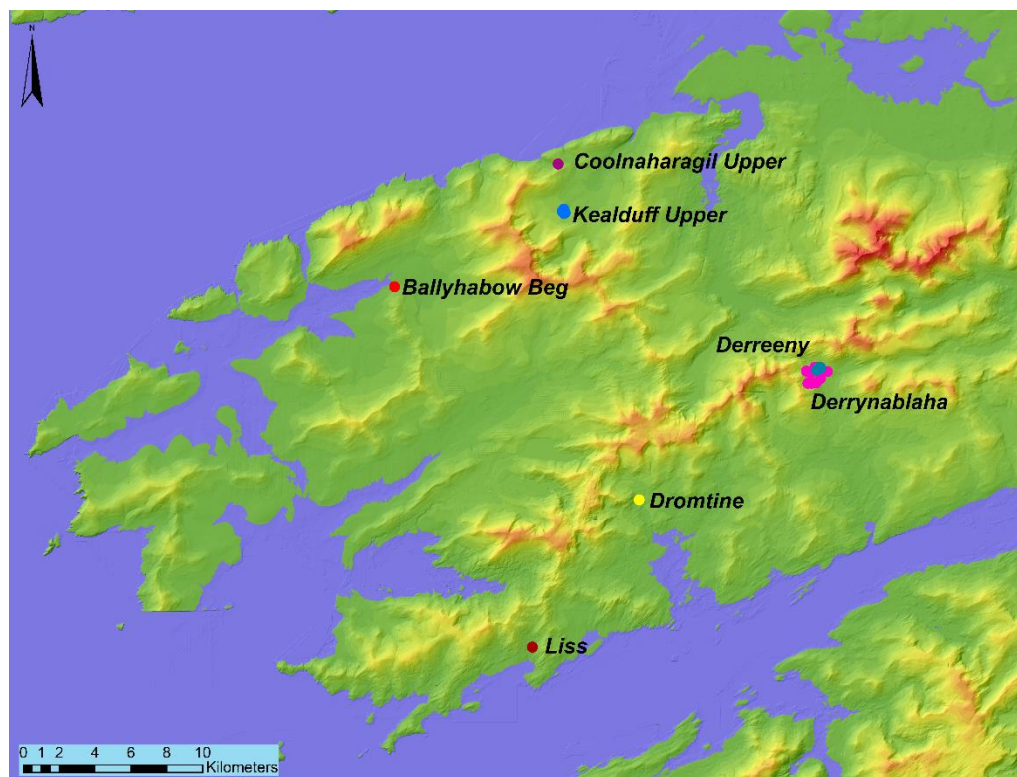 N
Coolnaharagil Upper
Kealduff Upper
Ballyhabow Beg
Derreeny
Derrynablaha
Dromtine
Liss
0 1 2 4 6 8 10
Kilometers